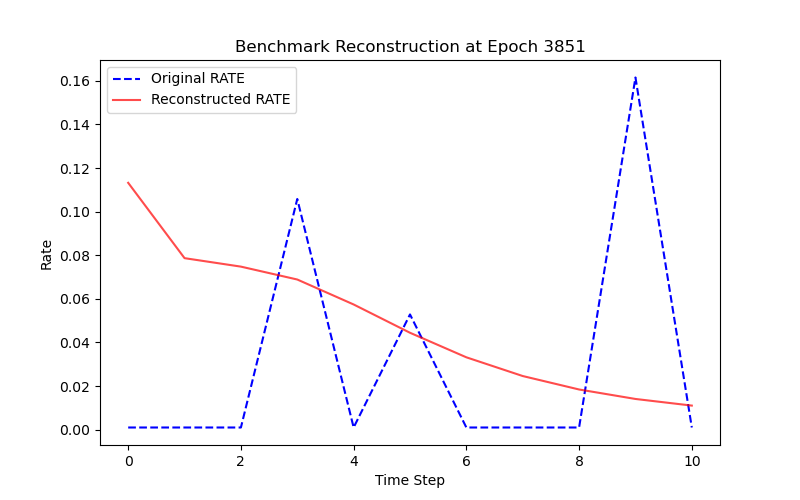 Benchmark Reconstruction at Epoch 3851
Original RATE
Reconstructed RATE
0.16
0.14
0.12
0.10
0.08
0.06
0.04
0.02
0.00
Rate
0 2 4 6 8 10
Time Step